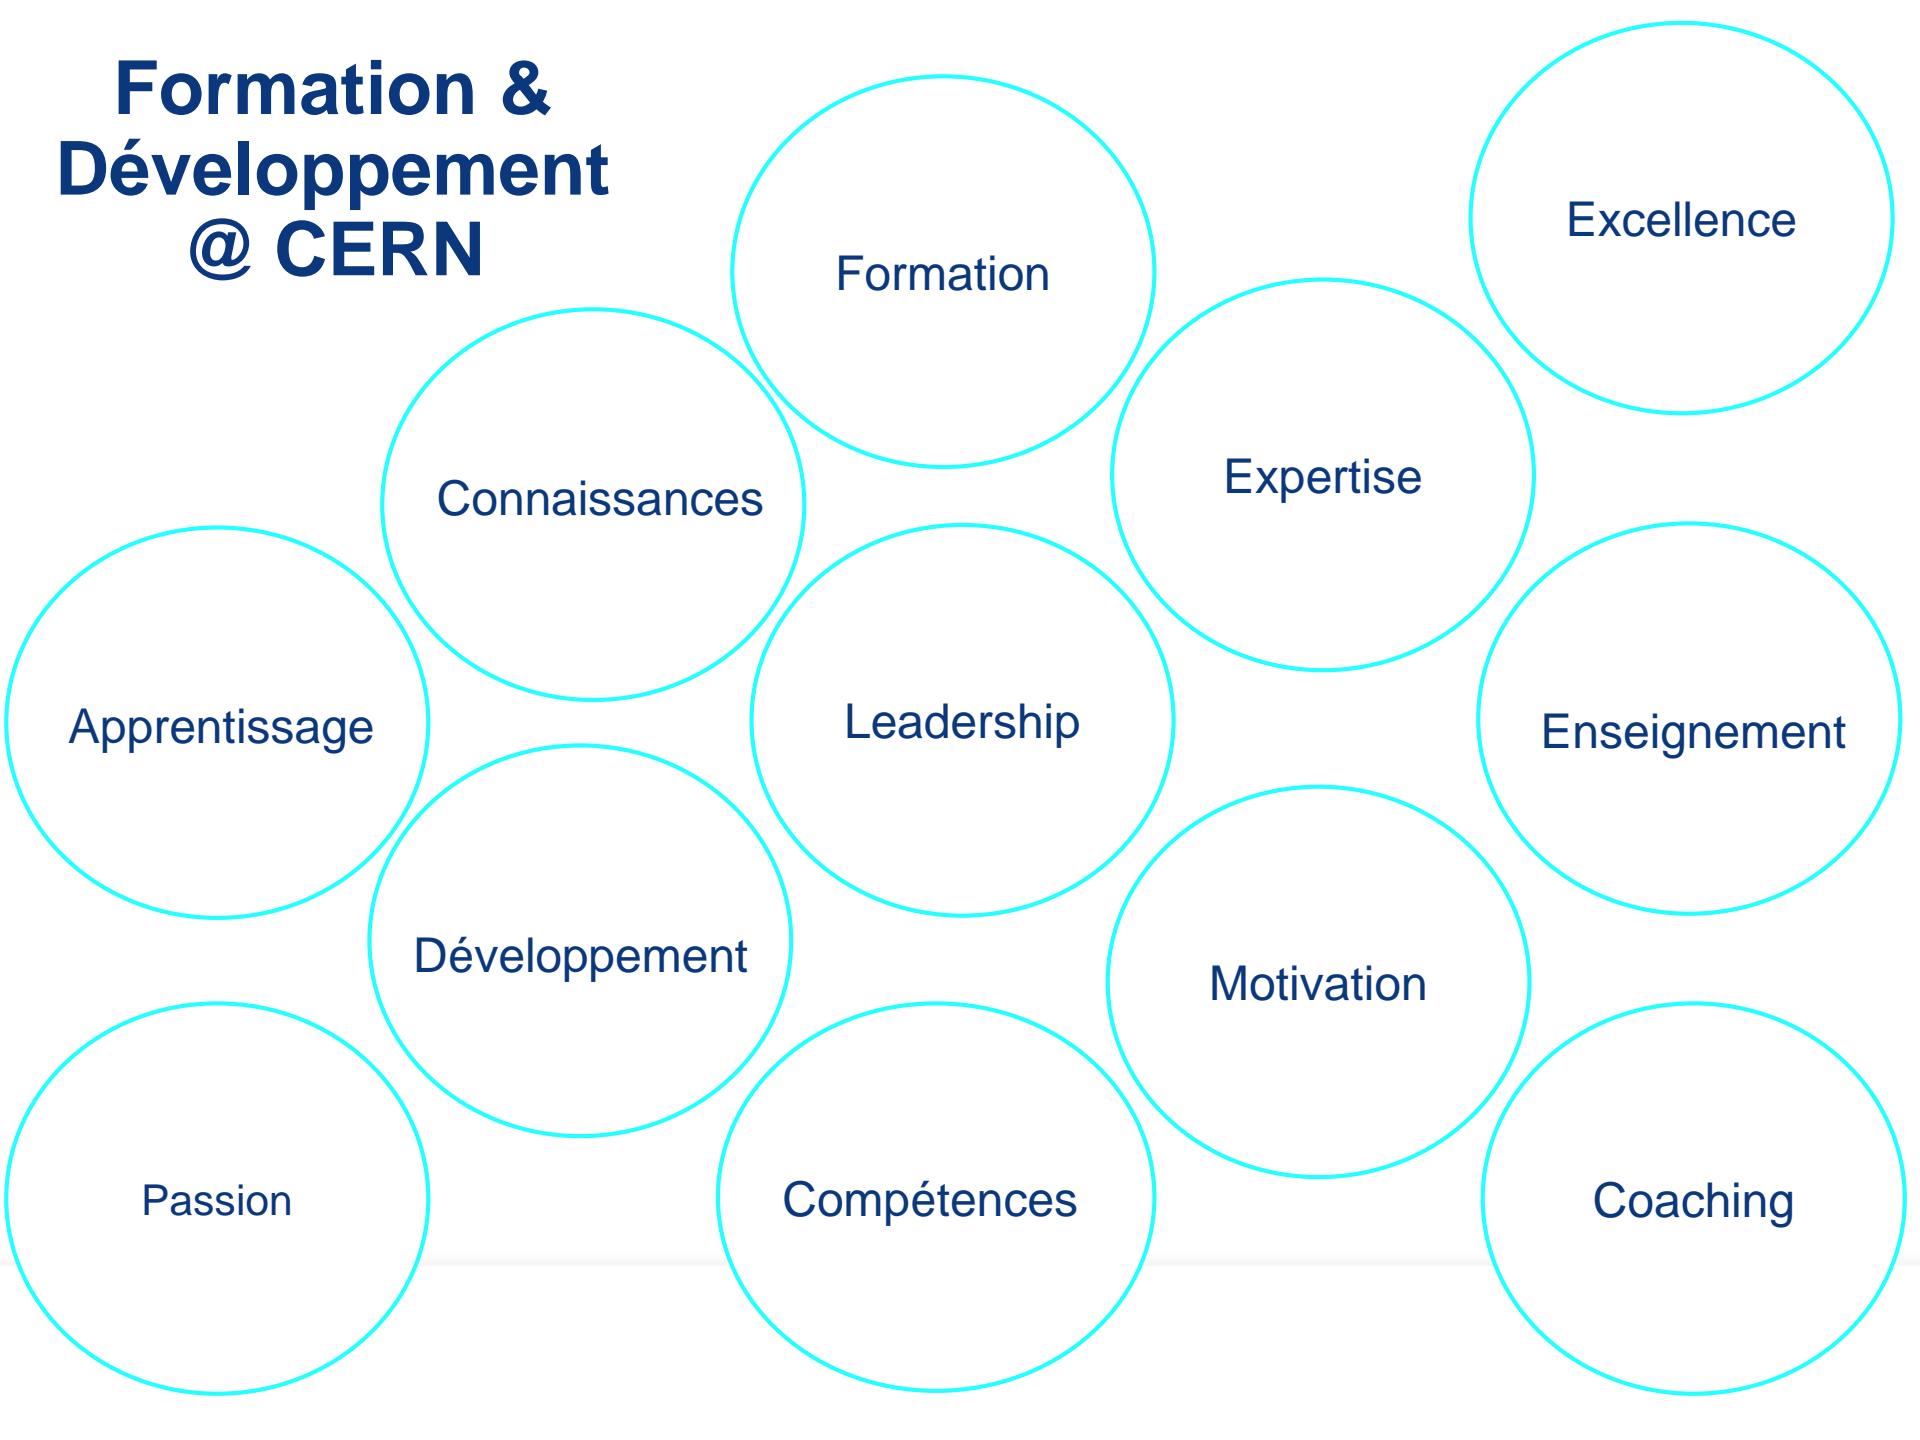 Formation &
Développement
@ CERN
Excellence
Formation
Expertise
Connaissances
Leadership
Apprentissage
Enseignement
Développement
Motivation
Passion
Compétences
Coaching